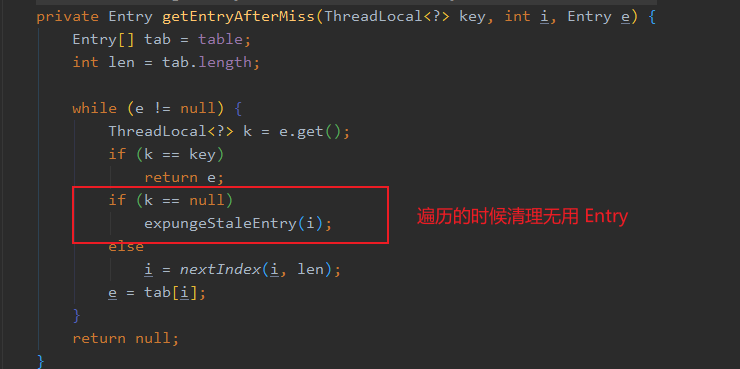 private Entry getEntryAfterMiss(ThreadLocal<?> key, int i, Entry e) {
Entry[] tab = table;
int len = tab.length;
while (e != null) {
ThreadLocal<?> k = e.get();
if (k == key)
return e;
if (k == null)
expungeStaleEntry(i);
遍历的时候清理无用 Entry
else
i = nextIndex(i, len);
e = tab[i];
}
return null;
}